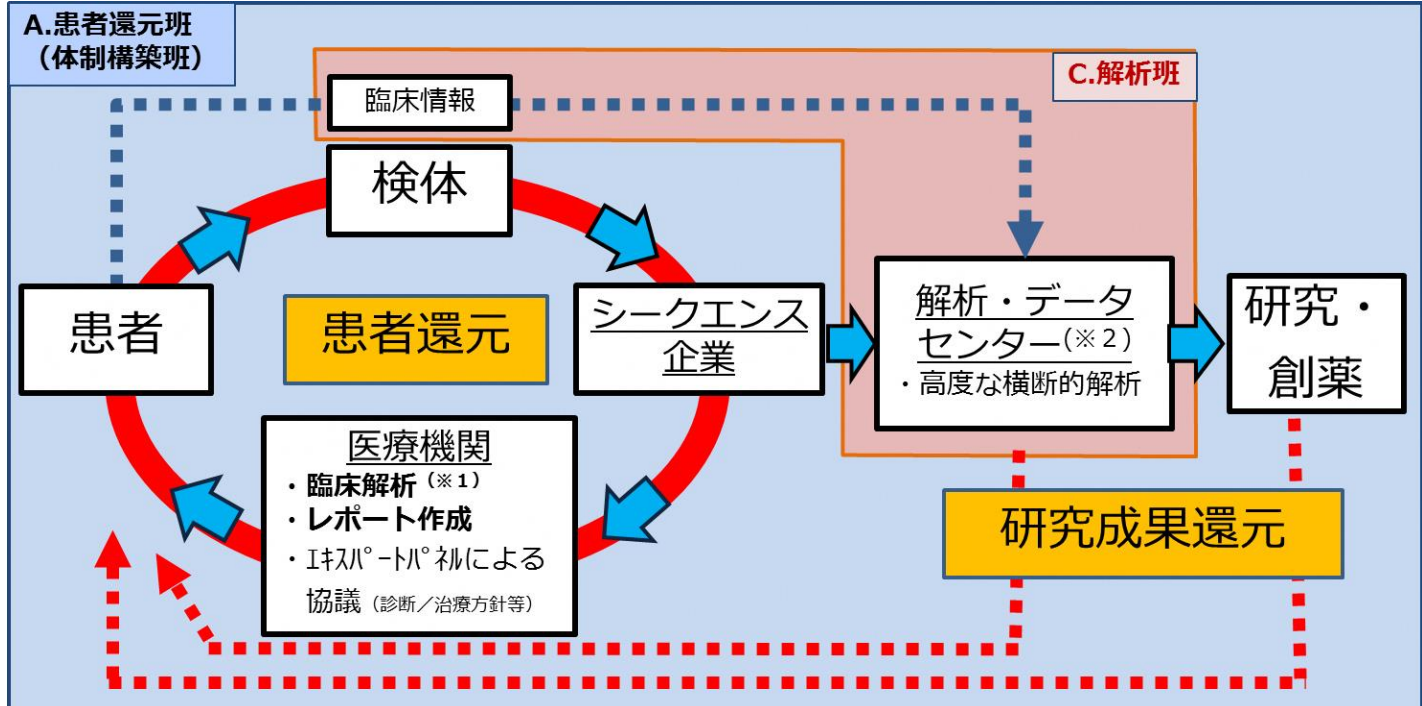 A.患者還元班
(体制構築班)
C.解析班
臨床情報
検体
患者
患者還元
シークエンス
企業
解析・データ
センター(※2)
・高度な横断的解析
研究・
創薬
医療機関
・臨床解析(※1)
・レポート作成
・ｴｷｽﾊﾟｰﾄﾊﾟﾈﾙによる
協議(診断／治療方針等)
研究成果還元